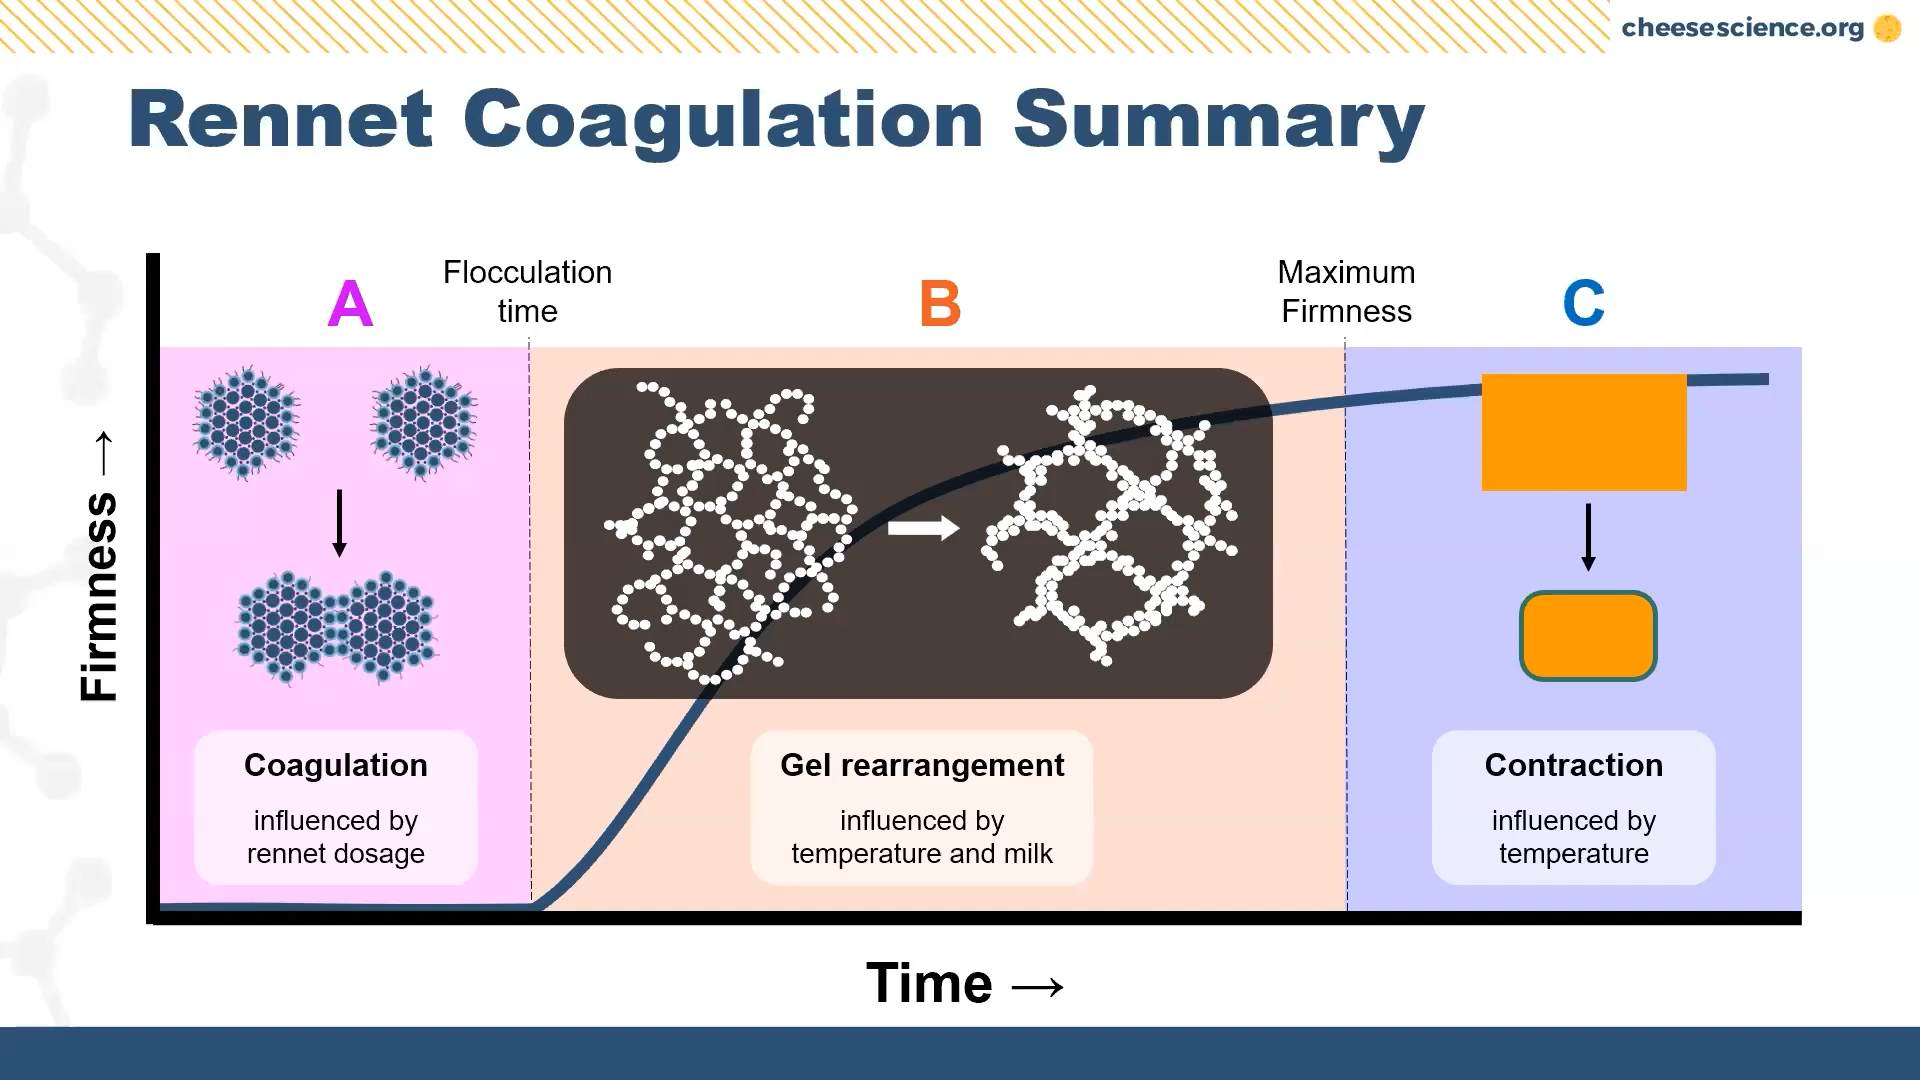 cheesescience.org
Rennet Coagulation Summary
A
Flocculation
time
B
Maximum
Firmness
C
Firmness →
Coagulation
influenced by
rennet dosage
Gel rearrangement
influenced by
temperature and milk
Contraction
influenced by
temperature
Time →